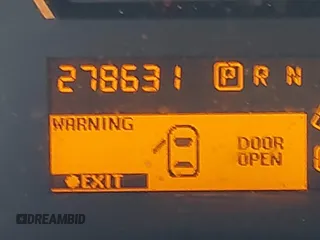 278631 P R N
WARNING
DOOR
OPEN
EXIT
DREAMBID